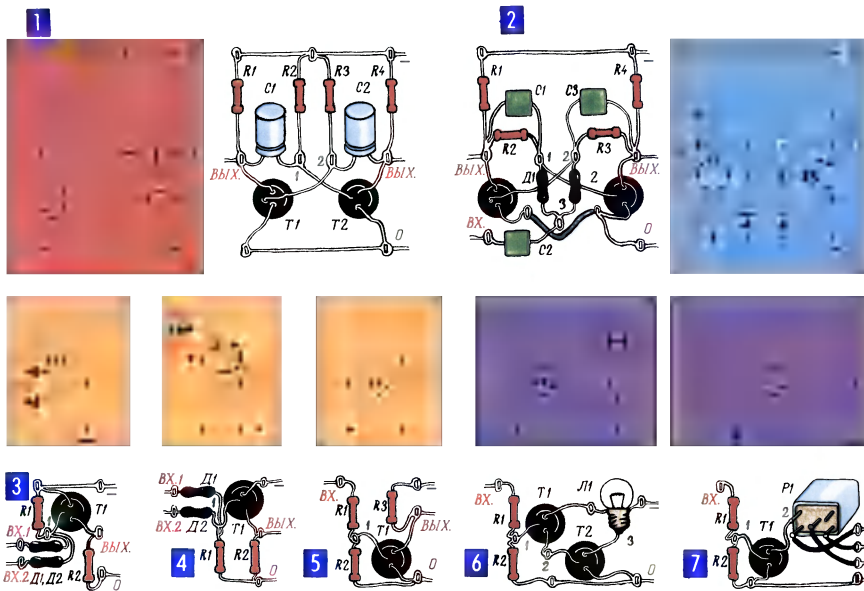 1
2
R1 R2 R3 R4
C1 C2
ВЫХ. 1 2 ВЫХ.
T1 T2
0
R1 C1 C3 R4
R2 1 2 R3
ВЫХ. Д1 2 ВЫХ.
3
ВХ.
C2
0
3
R1 T1
1
ВХ.1 ВЫХ.
ВХ.2 Д1,Д2 R2 0
4
ВХ.1 Д1
1
ВХ.2 Д2 T1 ВЫХ.
R1 R2
0
5
ВХ.
R1 R3
1 T1 ВЫХ.
R2
0
6
ВХ. T1 Л1
R1
1 T2 3
R2 2
0
7
ВХ. P1
R1 2
1 T1
R2